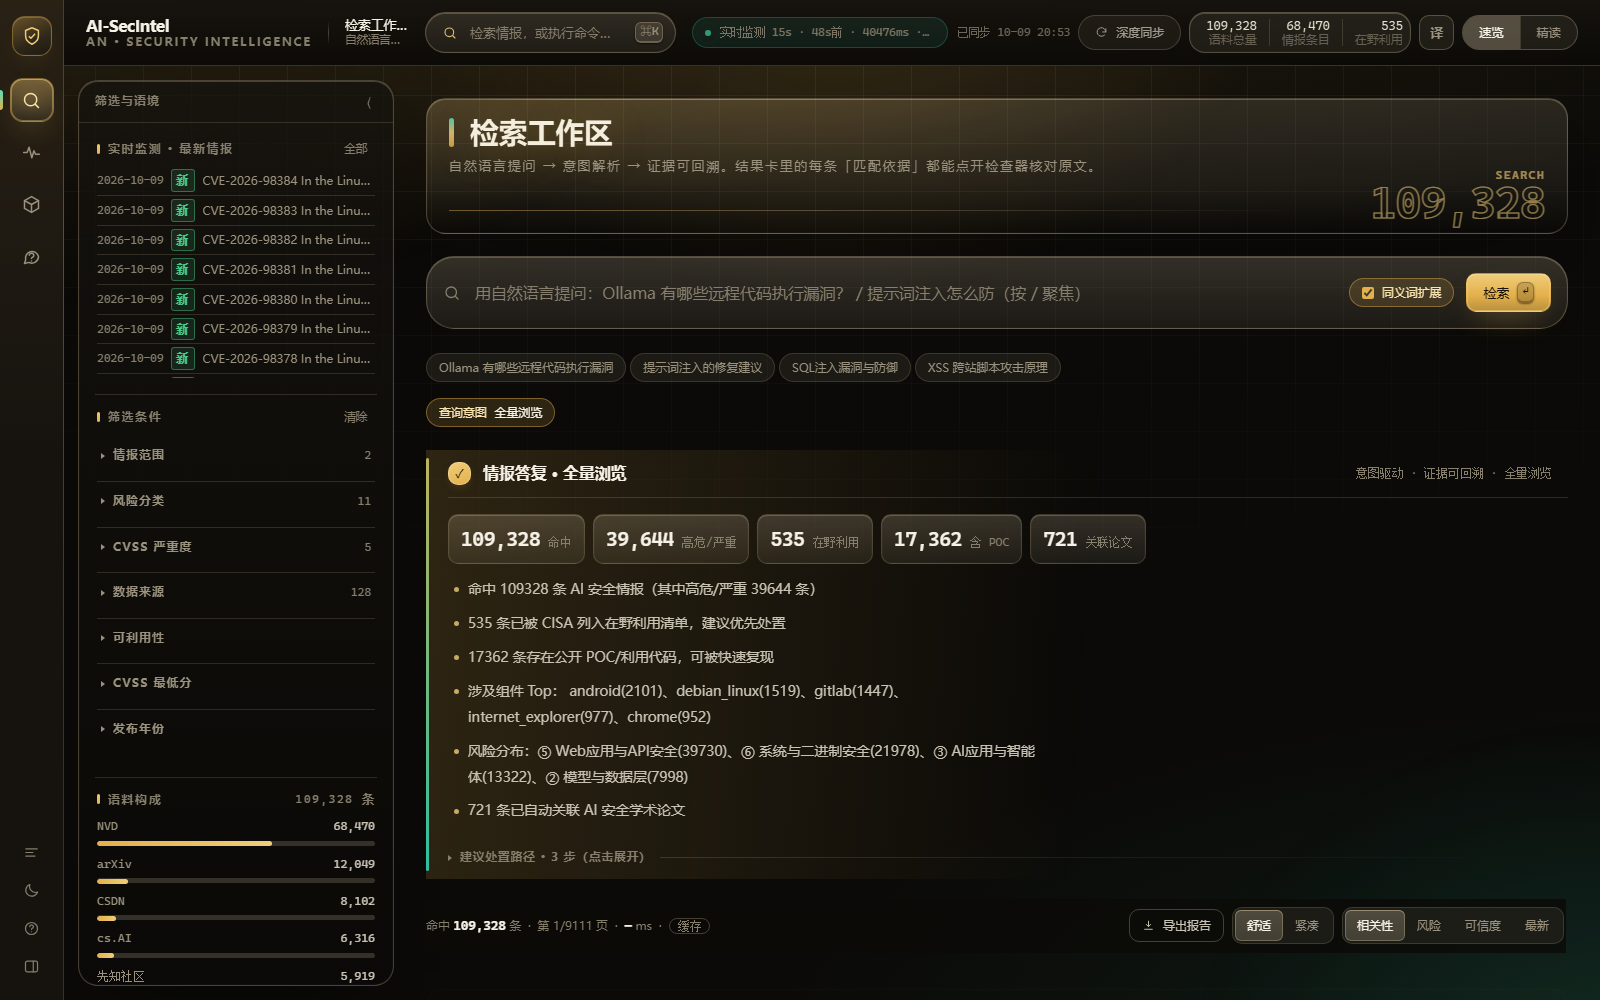 AI-SecIntel
AN • SECURITY INTELLIGENCE
检索工作...
自然语言...
检索情报，或执行命令... ⌘K
实时监测 15s · 48s前 · 40476ms ·...
已同步 10-09 20:53
深度同步
109,328 语料总量
68,470 情报条目
535 在野利用
译
速览 精读
筛选与语境
实时监测 • 最新情报 全部
2026-10-09 新 CVE-2026-98384 In the Linu...
2026-10-09 新 CVE-2026-98383 In the Linu...
2026-10-09 新 CVE-2026-98382 In the Linu...
2026-10-09 新 CVE-2026-98381 In the Linu...
2026-10-09 新 CVE-2026-98380 In the Linu...
2026-10-09 新 CVE-2026-98379 In the Linu...
2026-10-09 新 CVE-2026-98378 In the Linu...
筛选条件 清除
情报范围 2
风险分类 11
CVSS 严重度 5
数据来源 128
可利用性
CVSS 最低分
发布年份
语料构成 109,328 条
NVD 68,470
arXiv 12,049
CSDN 8,102
cs.AI 6,316
先知社区 5,919
检索工作区
自然语言提问 → 意图解析 → 证据可回溯。结果卡里的每条「匹配依据」都能点开检查器核对原文。
SEARCH
109,328
用自然语言提问：Ollama 有哪些远程代码执行漏洞？ / 提示词注入怎么防（按 / 聚焦）
同义词扩展
检索 ↵
Ollama 有哪些远程代码执行漏洞
提示词注入的修复建议
SQL注入漏洞与防御
XSS 跨站脚本攻击原理
查询意图 全量浏览
✓ 情报答复 • 全量浏览
意图驱动 · 证据可回溯 · 全量浏览
109,328 命中
39,644 高危/严重
535 在野利用
17,362 含 POC
721 关联论文
• 命中 109328 条 AI 安全情报（其中高危/严重 39644 条）
• 535 条已被 CISA 列入在野利用清单，建议优先处置
• 17362 条存在公开 POC/利用代码，可被快速复现
• 涉及组件 Top： android(2101)、debian_linux(1519)、gitlab(1447)、
internet_explorer(977)、chrome(952)
• 风险分布：⑤ Web应用与API安全(39730)、⑥ 系统与二进制安全(21978)、③ AI应用与智能
体(13322)、② 模型与数据层(7998)
• 721 条已自动关联 AI 安全学术论文
建议处置路径 • 3 步（点击展开）
命中 109,328 条 · 第 1/9111 页 · – ms · 缓存
导出报告
舒适 紧凑
相关性 风险 可信度 最新